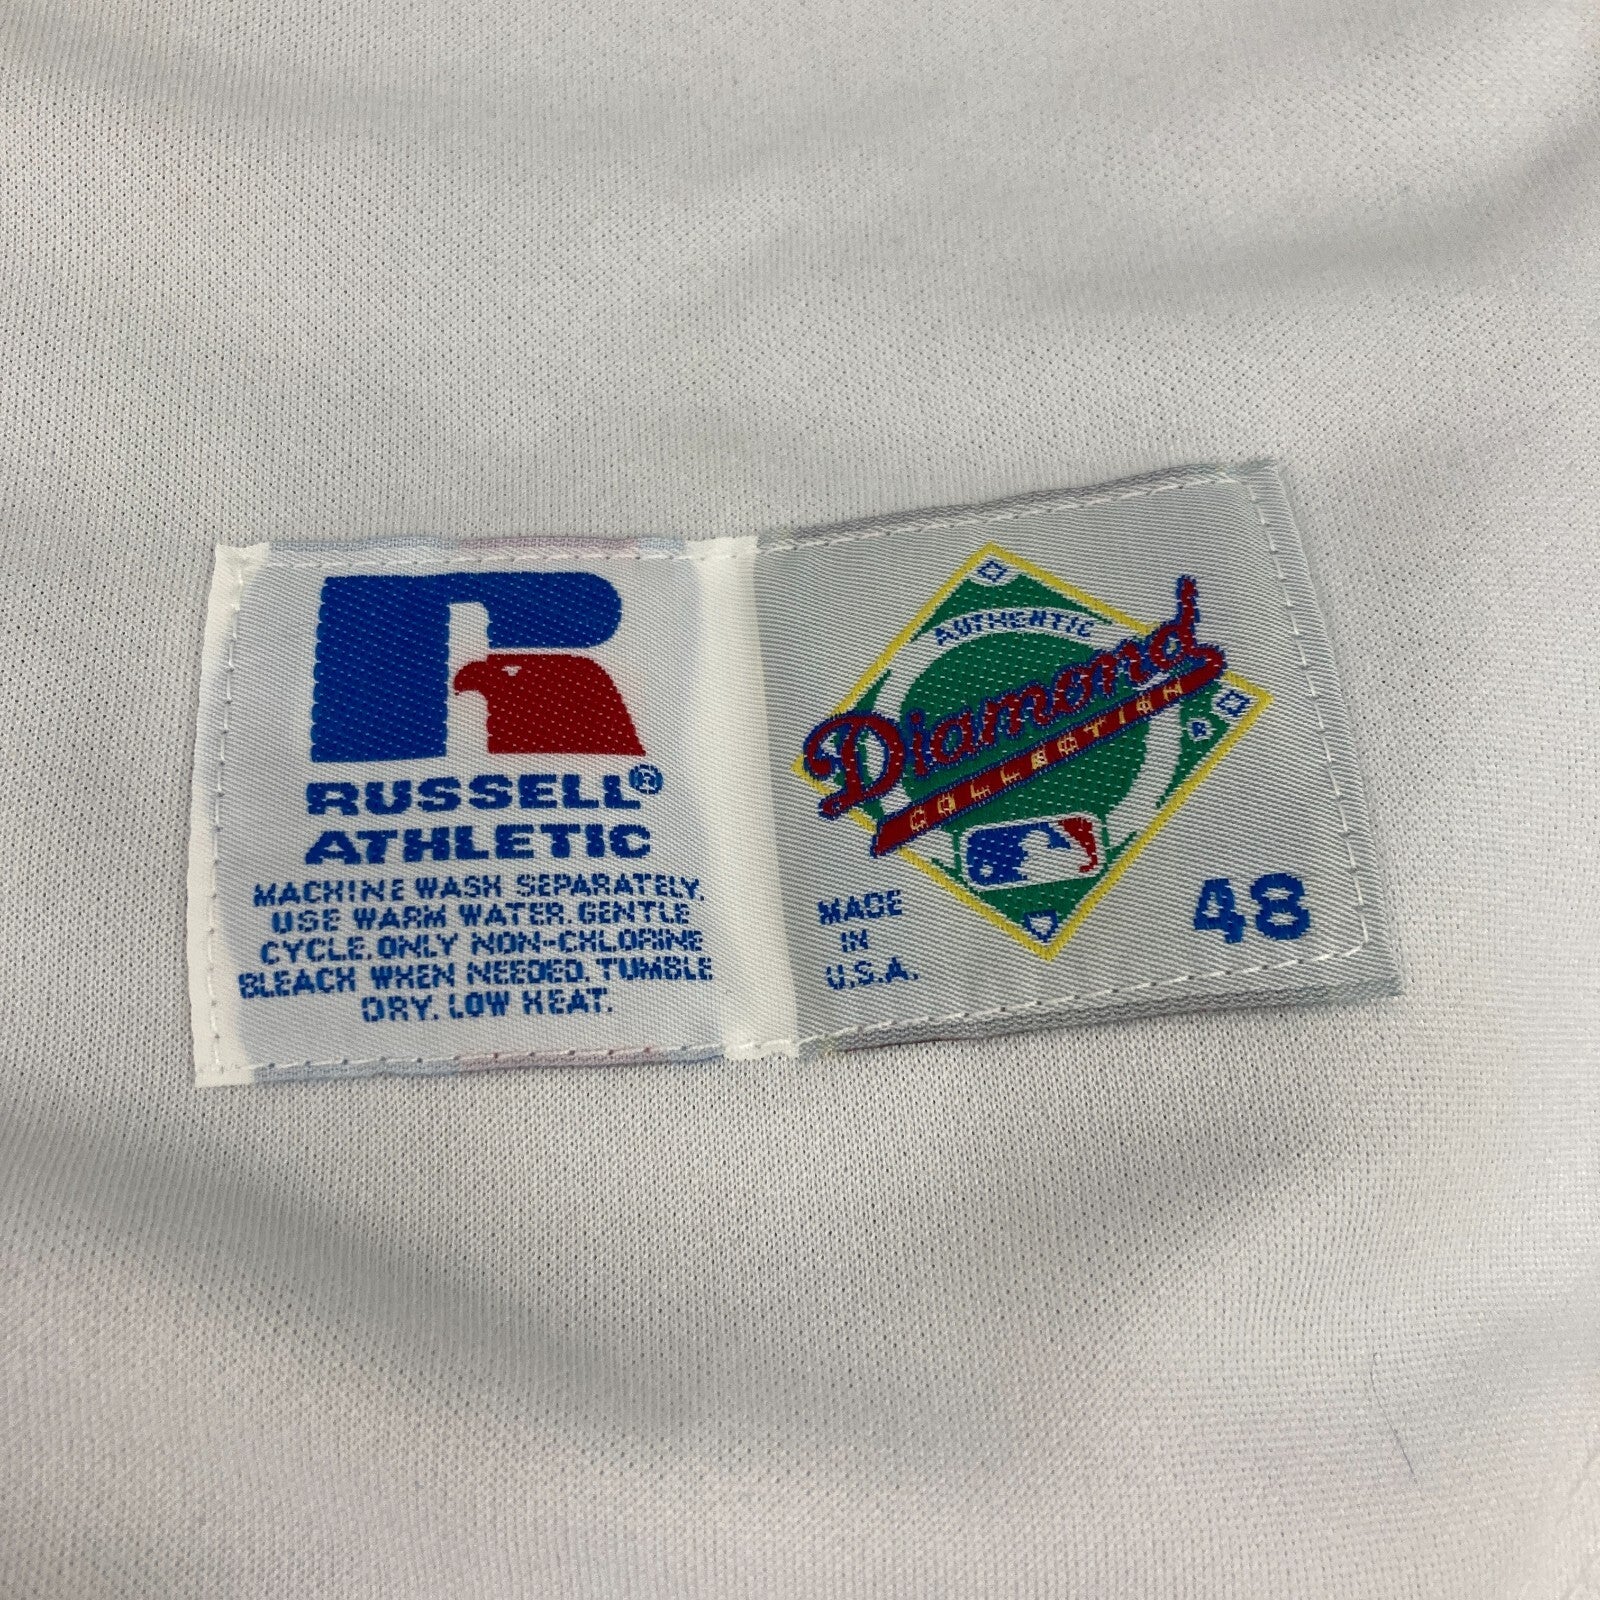 RUSSELL®
ATHLETIC
MACHINE WASH SEPARATELY.
USE WARM WATER. GENTLE
CYCLE. ONLY NON-CHLORINE
BLEACH WHEN NEEDED. TUMBLE
DRY. LOW HEAT.
AUTHENTIC
Diamond
COLLECTION
®
MADE
IN
U.S.A.
48